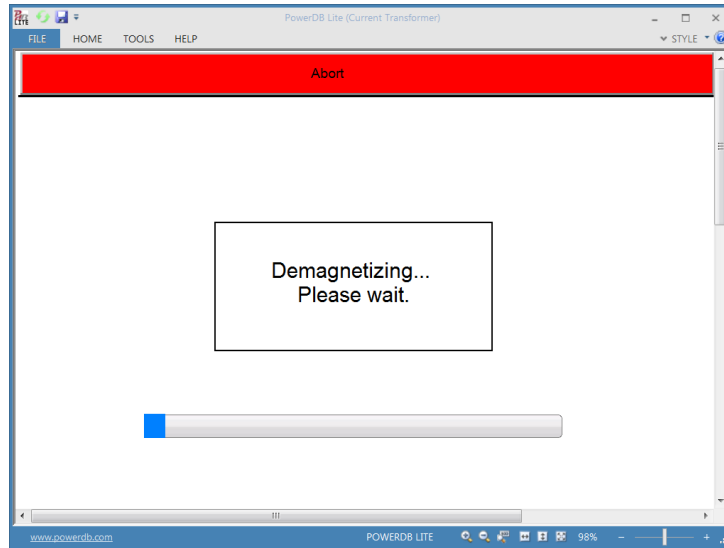 LITE
PowerDB Lite (Current Transformer)
FILE HOME TOOLS HELP STYLE
Abort
Demagnetizing...
Please wait.
www.powerdb.com POWERDB LITE 98%